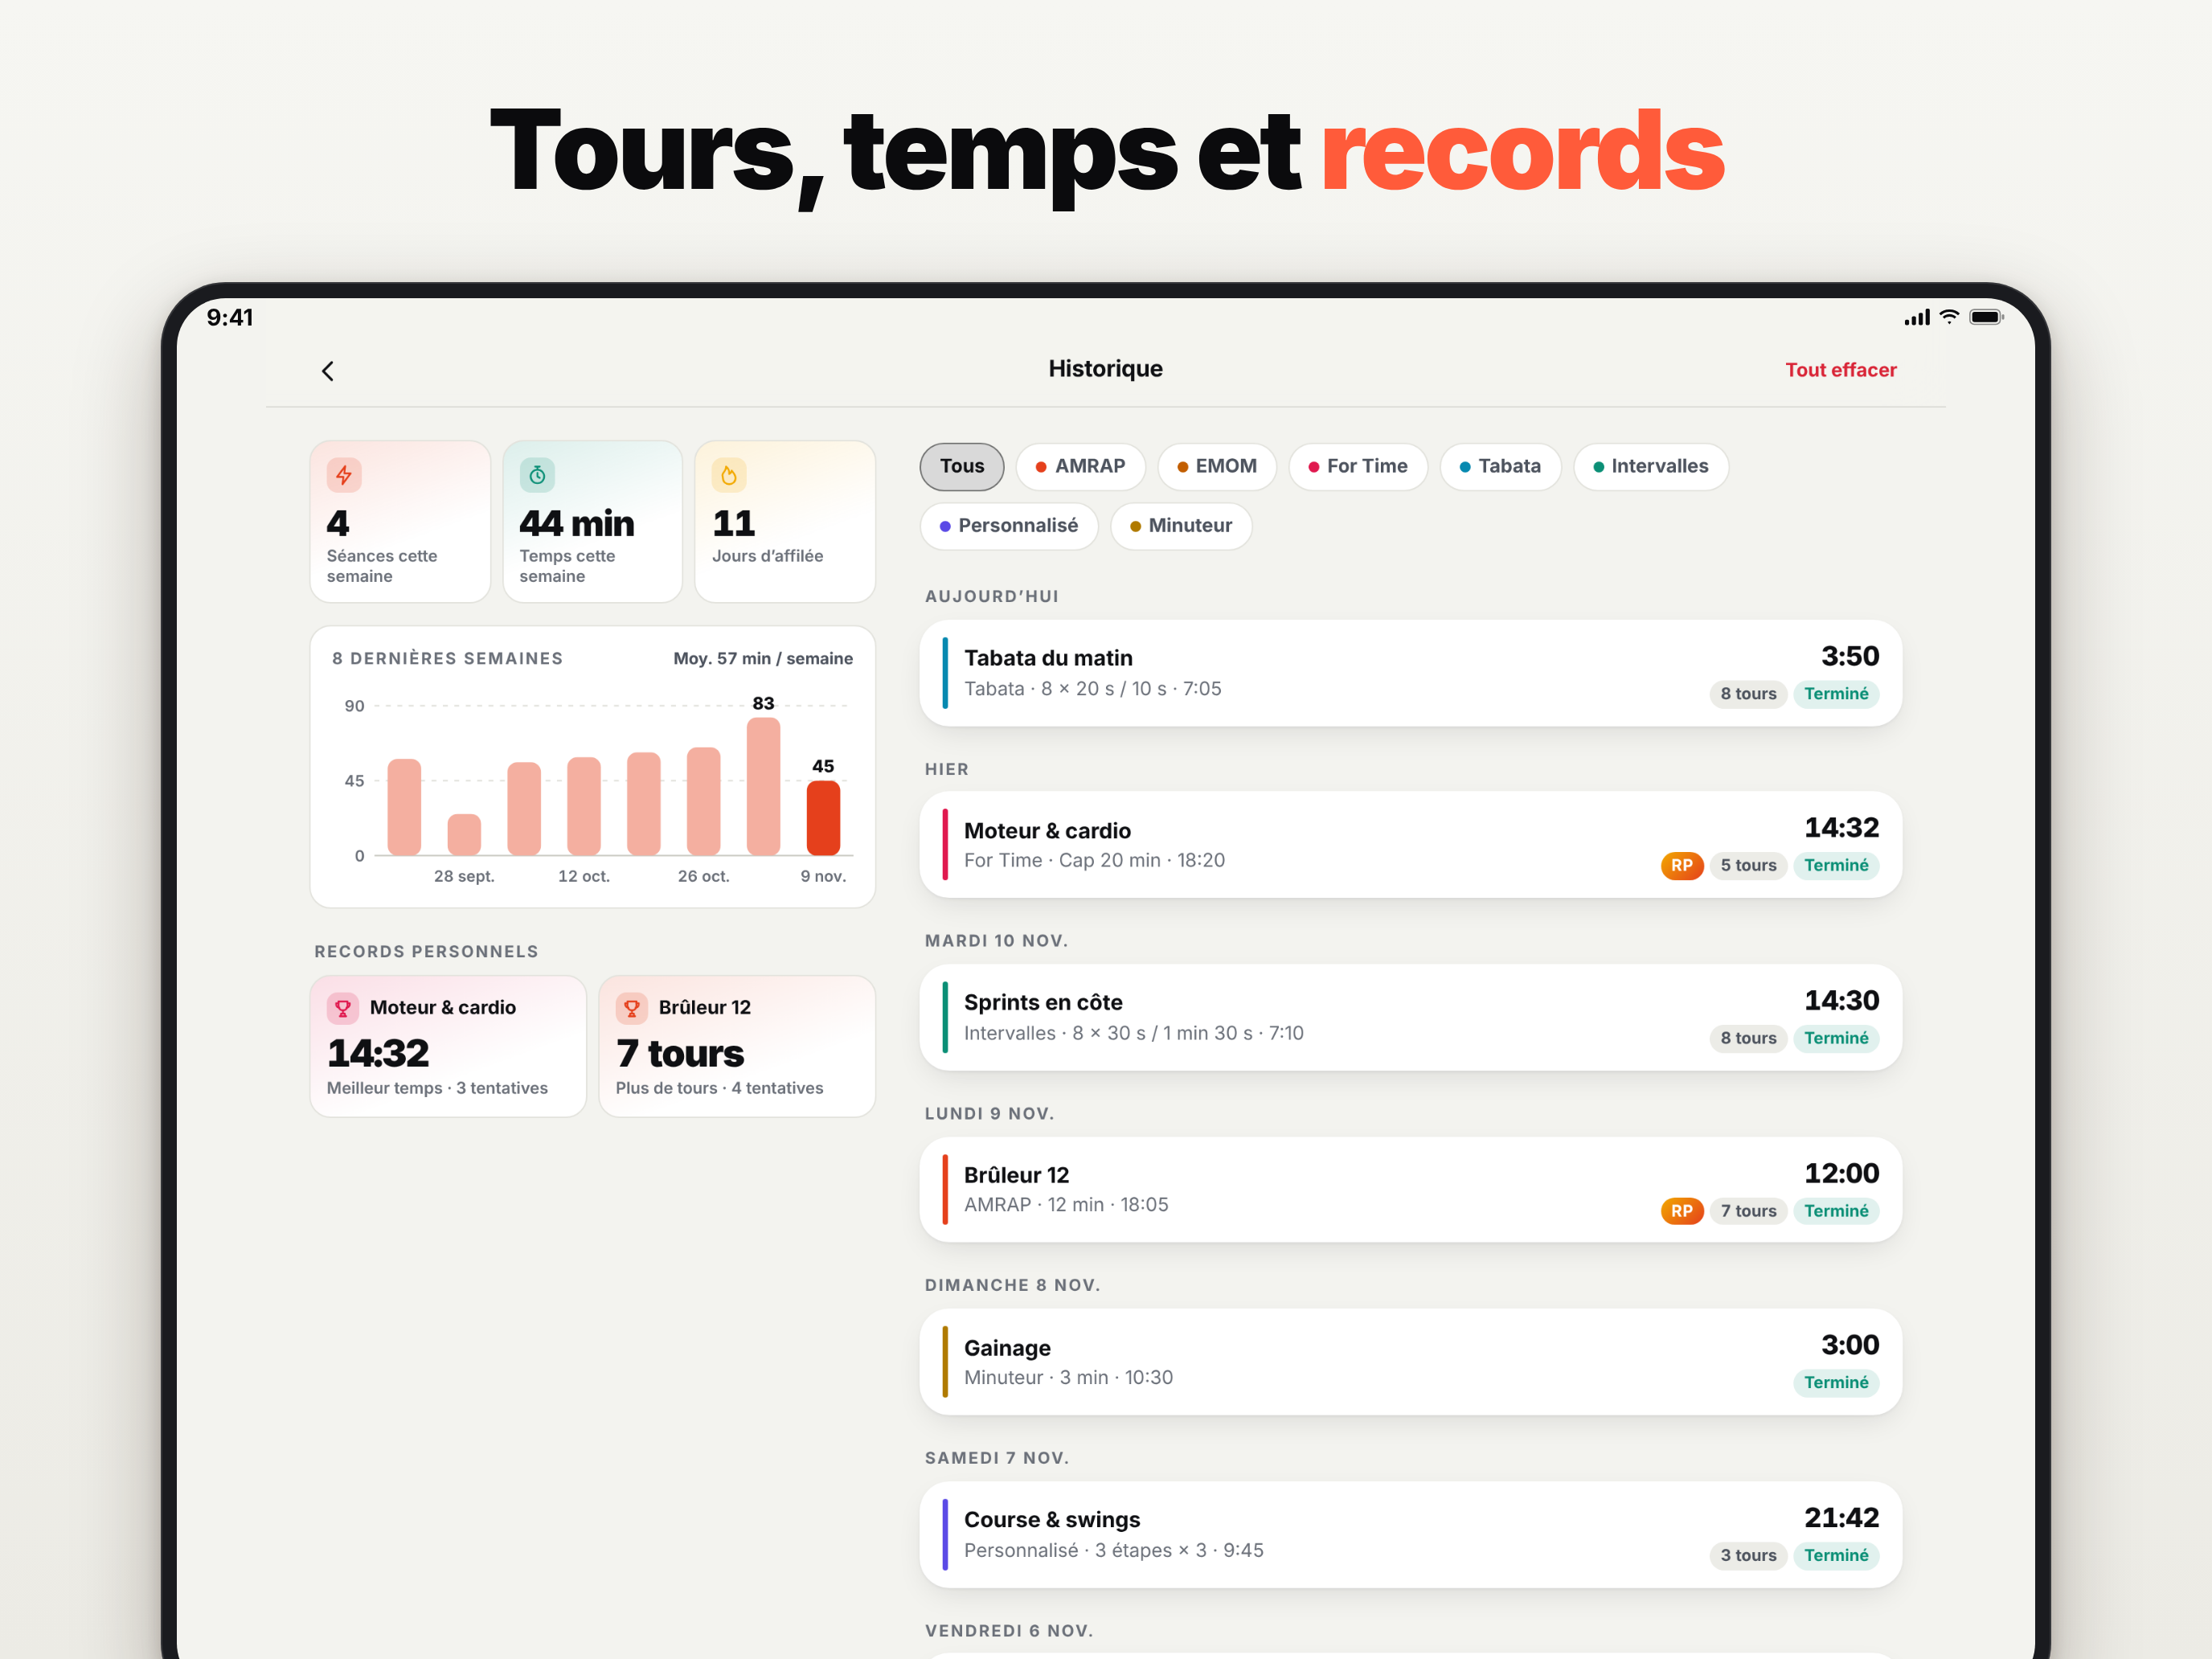 Tours, temps et records
9:41
Historique
Tout effacer
4
Séances cette
semaine
44 min
Temps cette
semaine
11
Jours d’affilée
8 DERNIÈRES SEMAINES
Moy. 57 min / semaine
90
45
0
83
45
28 sept.
12 oct.
26 oct.
9 nov.
RECORDS PERSONNELS
Moteur & cardio
14:32
Meilleur temps · 3 tentatives
Brûleur 12
7 tours
Plus de tours · 4 tentatives
Tous
AMRAP
EMOM
For Time
Tabata
Intervalles
Personnalisé
Minuteur
AUJOURD’HUI
Tabata du matin
Tabata · 8 × 20 s / 10 s · 7:05
3:50
8 tours
Terminé
HIER
Moteur & cardio
For Time · Cap 20 min · 18:20
14:32
RP
5 tours
Terminé
MARDI 10 NOV.
Sprints en côte
Intervalles · 8 × 30 s / 1 min 30 s · 7:10
14:30
8 tours
Terminé
LUNDI 9 NOV.
Brûleur 12
AMRAP · 12 min · 18:05
12:00
RP
7 tours
Terminé
DIMANCHE 8 NOV.
Gainage
Minuteur · 3 min · 10:30
3:00
Terminé
SAMEDI 7 NOV.
Course & swings
Personnalisé · 3 étapes × 3 · 9:45
21:42
3 tours
Terminé
VENDREDI 6 NOV.